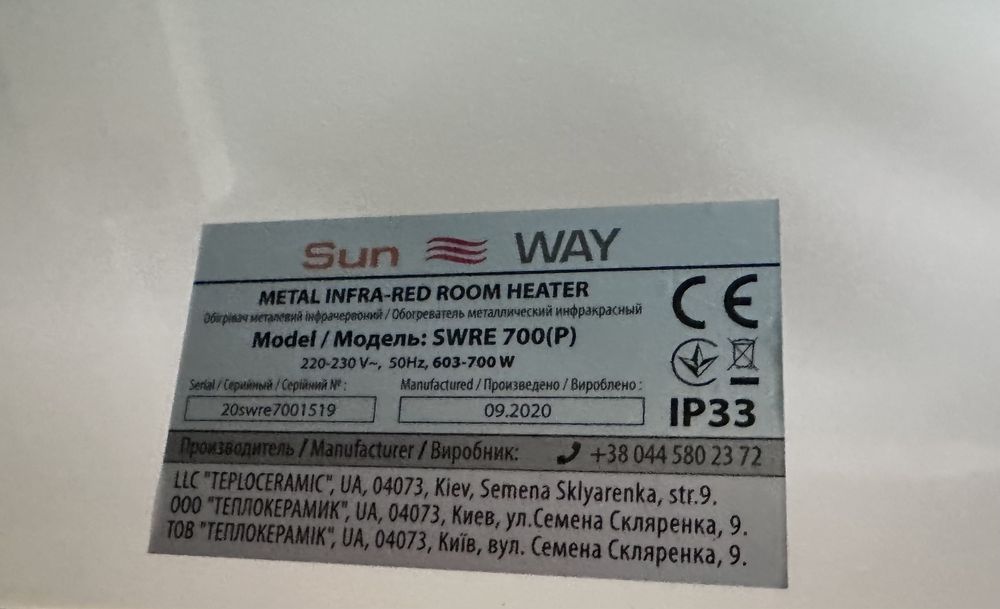 Sun WAY
METAL INFRA-RED ROOM HEATER
Обігрівач металевий інфрачервоний / Обогреватель металлический инфракрасный
Model / Модель: SWRE 700(P)
220-230 V~, 50Hz, 603-700 W
CE
Serial / Серийный / Серійний № :
20swre7001519
Manufactured / Произведено / Вироблено :
09.2020
IP33
Производитель / Manufacturer / Виробник: +38 044 580 23 72
LLC "TEPLOCERAMIC", UA, 04073, Kiev, Semena Sklyarenka, str.9.
ООО "ТЕПЛОКЕРАМИК", UA, 04073, Киев, ул.Семена Скляренка, 9.
ТОВ "ТЕПЛОКЕРАМІК", UA, 04073, Київ, вул. Семена Скляренка, 9.